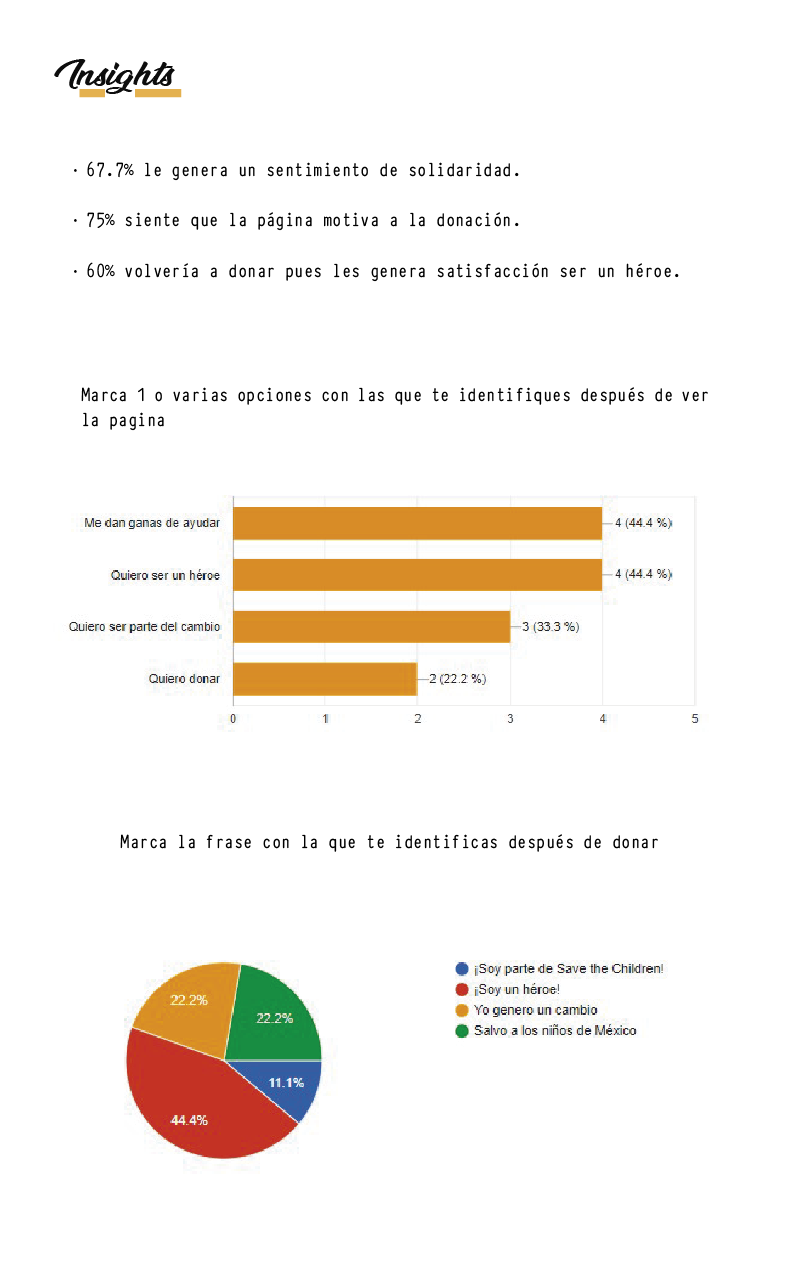 Insights
· 67.7% le genera un sentimiento de solidaridad.
· 75% siente que la página motiva a la donación.
· 60% volvería a donar pues les genera satisfacción ser un héroe.
Marca 1 o varias opciones con las que te identifiques después de ver
la pagina
Me dan ganas de ayudar
4 (44.4 %)
Quiero ser un héroe
4 (44.4 %)
Quiero ser parte del cambio
3 (33.3 %)
Quiero donar
2 (22.2 %)
0 1 2 3 4 5
Marca la frase con la que te identificas después de donar
22.2%
22.2%
11.1%
44.4%
¡Soy parte de Save the Children!
¡Soy un héroe!
Yo genero un cambio
Salvo a los niños de México